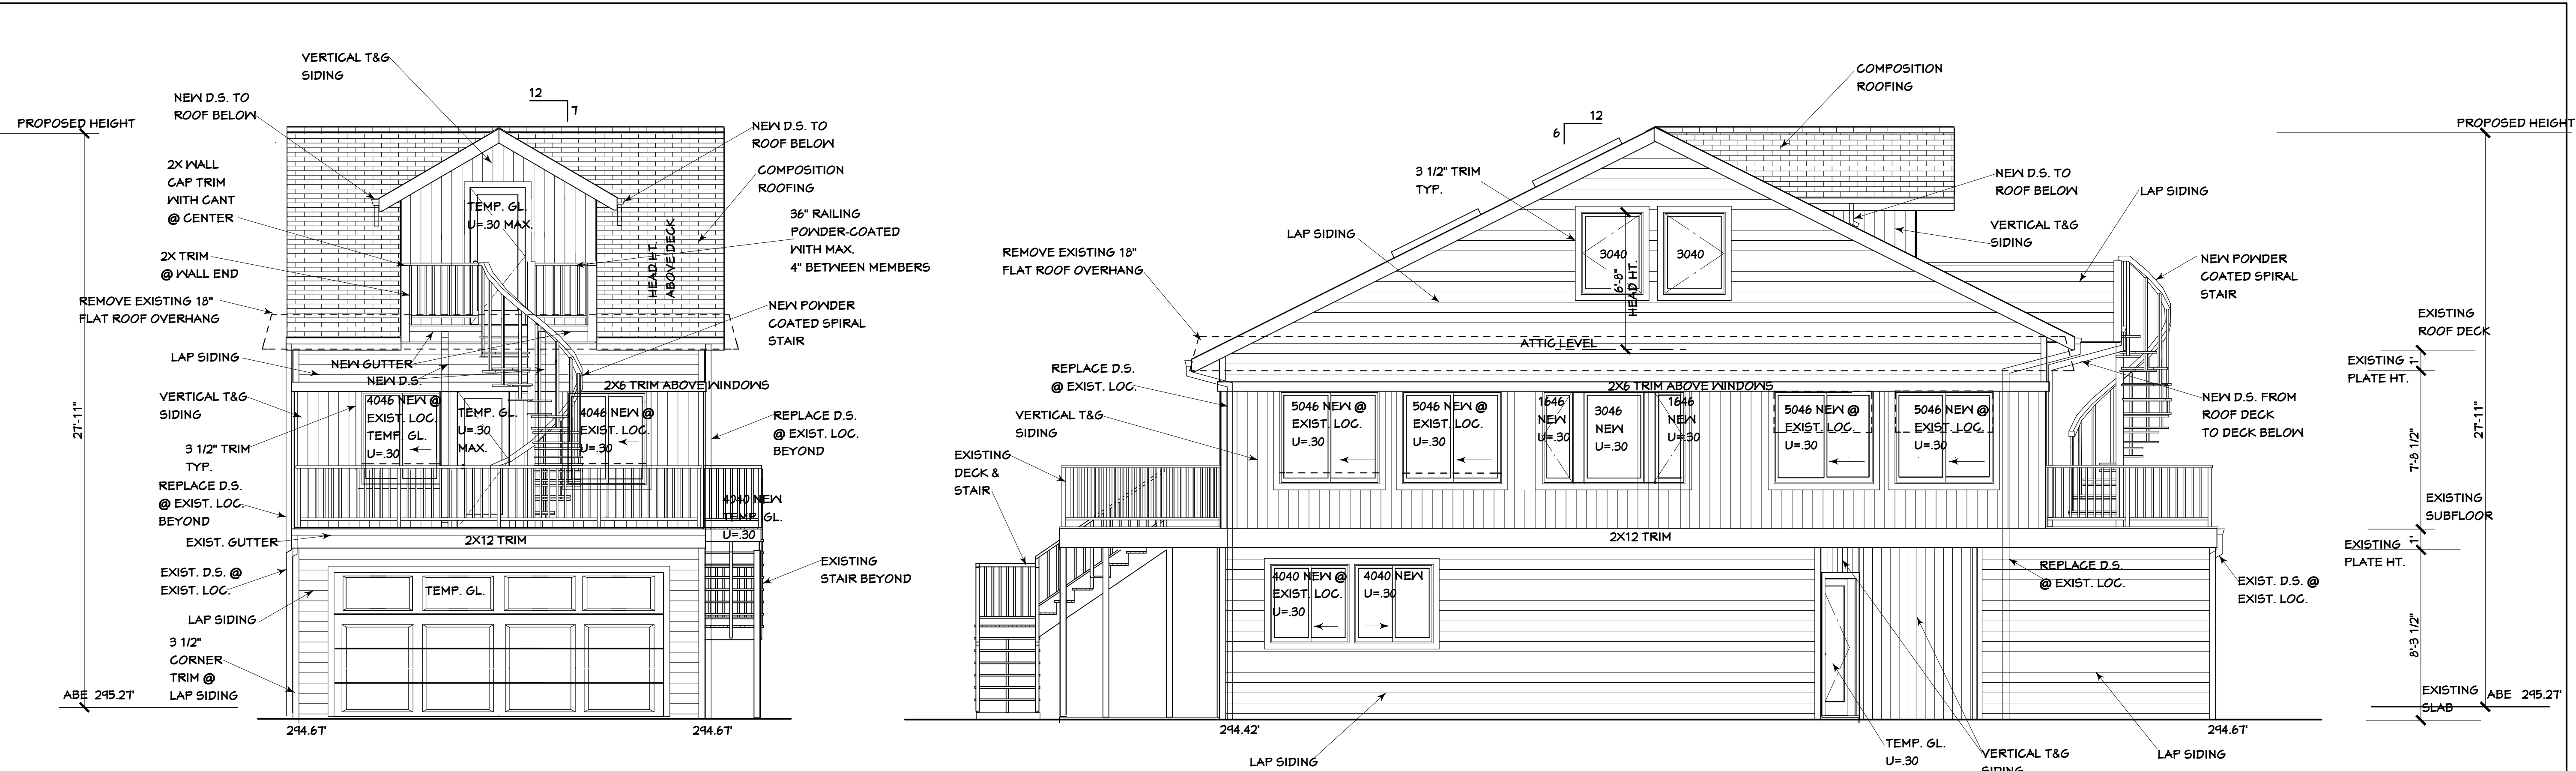 VERTICAL T&G
SIDING
NEW D.S. TO
ROOF BELOW
12
7
PROPOSED HEIGHT
NEW D.S. TO
ROOF BELOW
2X WALL
CAP TRIM
WITH CANT
@ CENTER
COMPOSITION
ROOFING
TEMP. GL.
U=.30 MAX.
36" RAILING
POWDER-COATED
WITH MAX.
4" BETWEEN MEMBERS
HEAD HT.
ABOVE DECK
2X TRIM
@ WALL END
REMOVE EXISTING 18"
FLAT ROOF OVERHANG
NEW POWDER
COATED SPIRAL
STAIR
LAP SIDING
NEW GUTTER
NEW D.S.
2X6 TRIM ABOVE WINDOWS
VERTICAL T&G
SIDING
4046 NEW @
EXIST. LOC.
TEMP. GL.
U=.30
TEMP. GL.
U=.30
MAX.
4046 NEW @
EXIST. LOC.
U=.30
REPLACE D.S.
@ EXIST. LOC.
BEYOND
27'-11"
3 1/2" TRIM
TYP.
REPLACE D.S.
@ EXIST. LOC.
BEYOND
4040 NEW
TEMP. GL.
U=.30
EXIST. GUTTER
2X12 TRIM
EXIST. D.S. @
EXIST. LOC.
TEMP. GL.
EXISTING
STAIR BEYOND
LAP SIDING
3 1/2"
CORNER
TRIM @
LAP SIDING
ABE 295.27'
294.67'
294.67'
COMPOSITION
ROOFING
12
6
PROPOSED HEIGHT
3 1/2" TRIM
TYP.
NEW D.S. TO
ROOF BELOW
LAP SIDING
LAP SIDING
VERTICAL T&G
SIDING
REMOVE EXISTING 18"
FLAT ROOF OVERHANG
3040
3040
6'-8"
HEAD HT.
NEW POWDER
COATED SPIRAL
STAIR
ATTIC LEVEL
EXISTING
ROOF DECK
1'
EXISTING
PLATE HT.
REPLACE D.S.
@ EXIST. LOC.
2X6 TRIM ABOVE WINDOWS
VERTICAL T&G
SIDING
5046 NEW @
EXIST. LOC.
U=.30
5046 NEW @
EXIST. LOC.
U=.30
1646
NEW
U=.30
3046
NEW
U=.30
1646
NEW
U=.30
5046 NEW @
EXIST. LOC.
U=.30
5046 NEW @
EXIST. LOC.
U=.30
NEW D.S. FROM
ROOF DECK
TO DECK BELOW
27'-11"
7'-8 1/2"
EXISTING
DECK &
STAIR
EXISTING
SUBFLOOR
2X12 TRIM
1'
EXISTING
PLATE HT.
4040 NEW @
EXIST. LOC.
U=.30
4040 NEW
U=.30
REPLACE D.S.
@ EXIST. LOC.
EXIST. D.S. @
EXIST. LOC.
8'-3 1/2"
EXISTING
SLAB
ABE 295.27'
294.42'
294.67'
LAP SIDING
TEMP. GL.
U=.30
VERTICAL T&G
SIDING
LAP SIDING